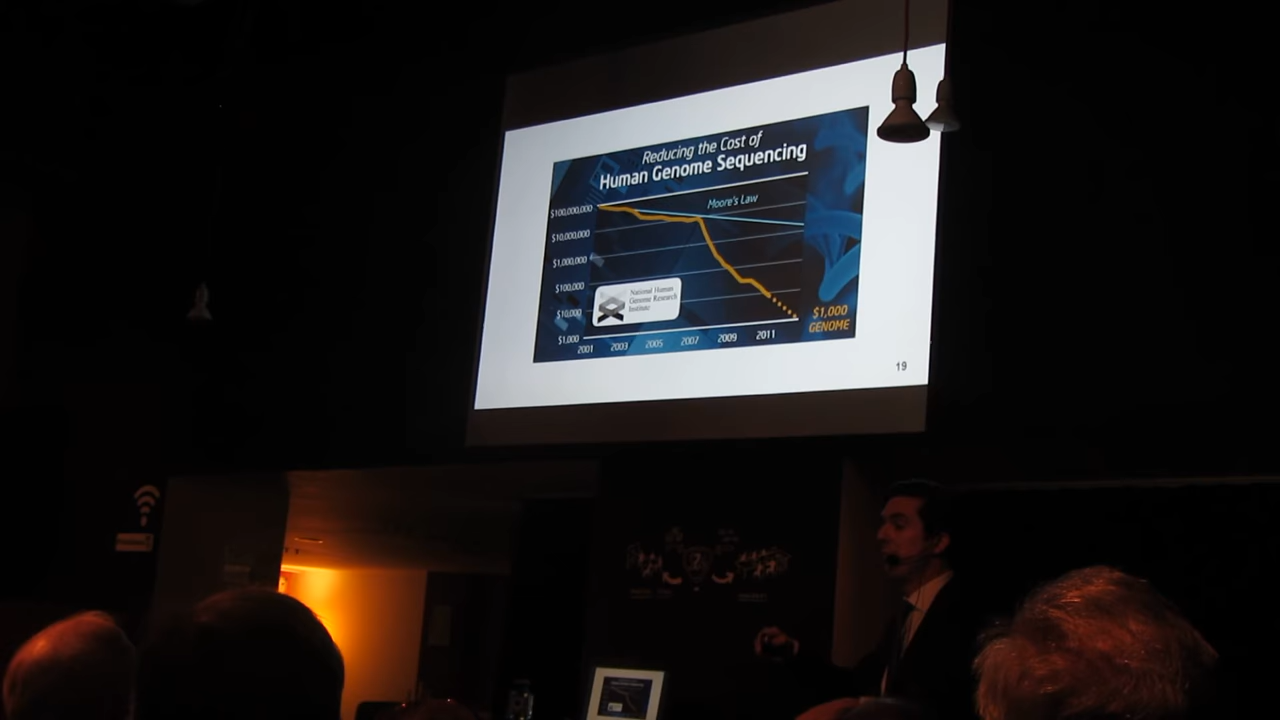 Reducing the Cost of
Human Genome Sequencing
Moore's Law
$100,000,000
$10,000,000
$1,000,000
$100,000
$10,000
$1,000
National Human
Genome Research
Institute
2001 2003 2005 2007 2009 2011
$1,000
GENOME
19